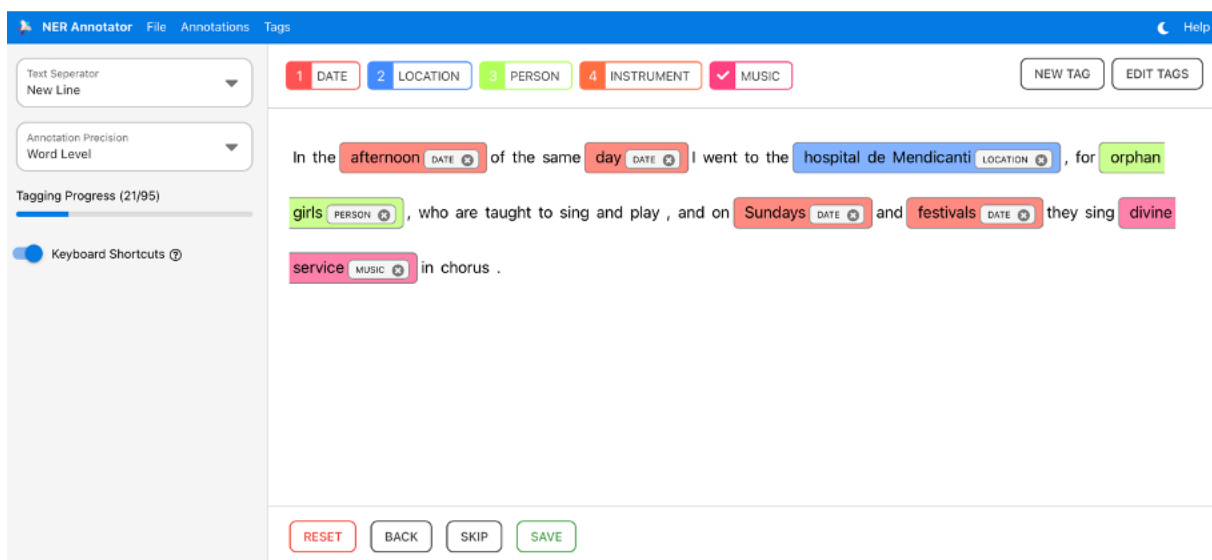 NER Annotator File Annotations Tags Help
Text Seperator
New Line
Annotation Precision
Word Level
Tagging Progress (21/95)
Keyboard Shortcuts
1 DATE 2 LOCATION 3 PERSON 4 INSTRUMENT MUSIC NEW TAG EDIT TAGS
In the afternoon DATE of the same day DATE I went to the hospital de Mendicanti LOCATION , for orphan
girls PERSON , who are taught to sing and play , and on Sundays DATE and festivals DATE they sing divine
service MUSIC in chorus .
RESET BACK SKIP SAVE